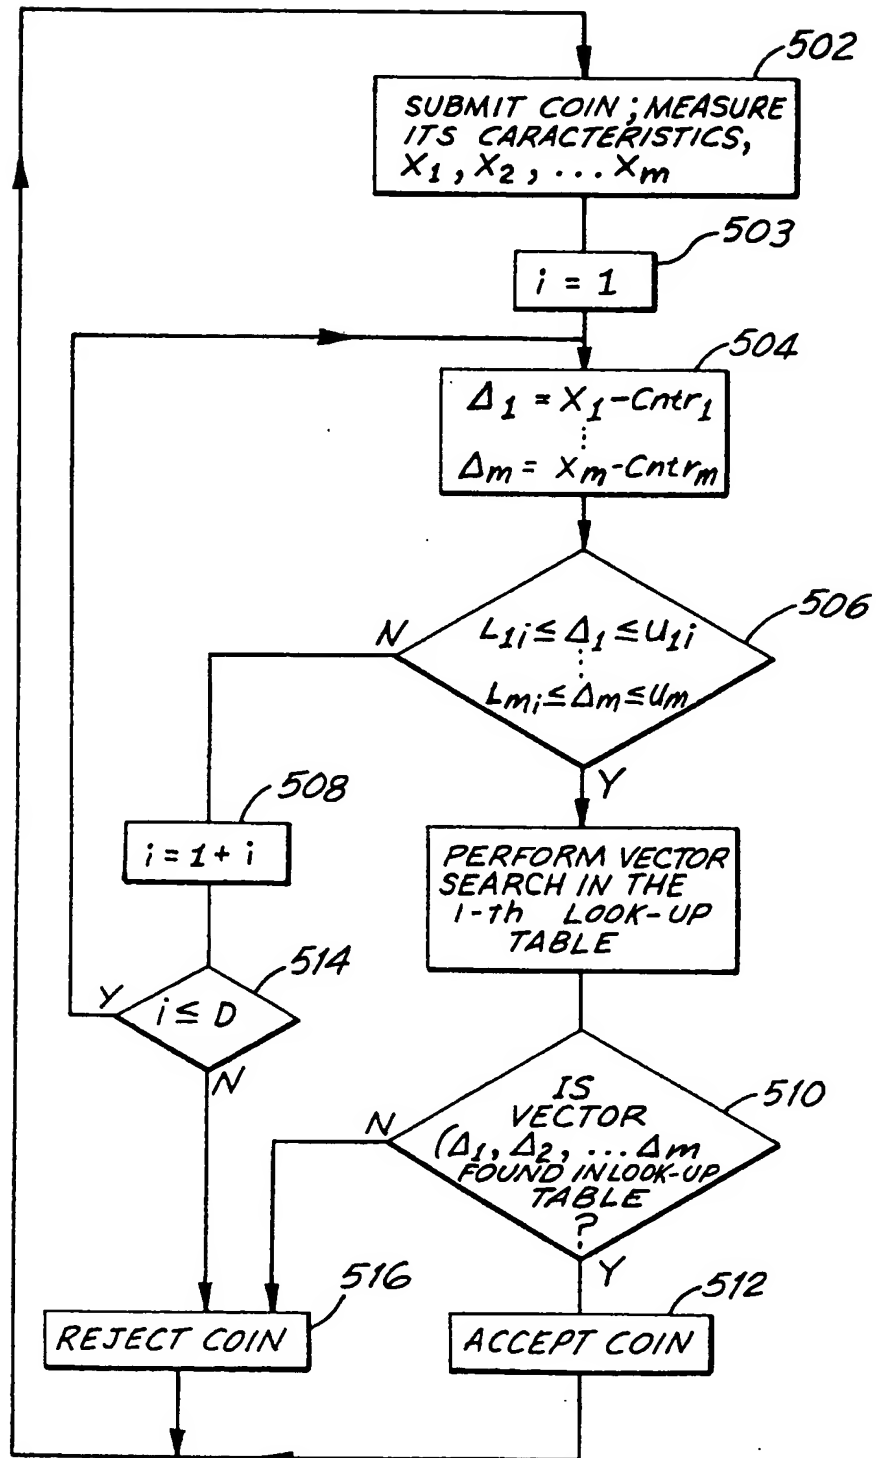 502
SUBMIT COIN; MEASURE
ITS CARACTERISTICS,
X1, X2, ... Xm
503
i = 1
504
Δ1 = X1-Cntr1
⋮
Δm = Xm-Cntrm
506
L1i ≤ Δ1 ≤ U1i
⋮
Lmi ≤ Δm ≤ Um
N
Y
508
i = 1 + i
PERFORM VECTOR
SEARCH IN THE
i-th LOOK-UP
TABLE
514
i ≤ D
Y
N
510
IS
VECTOR
(Δ1, Δ2, ... Δm
FOUND IN LOOK-UP
TABLE
?
N
Y
516
REJECT COIN
512
ACCEPT COIN